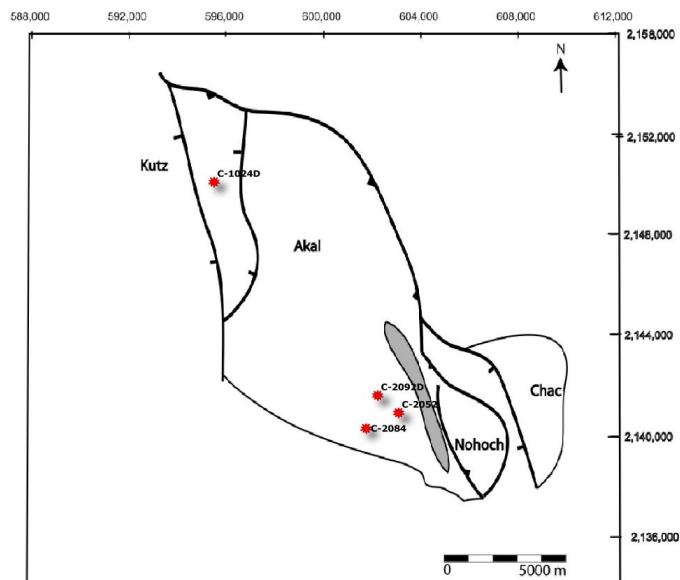 588,000 592,000 596,000 600,000 604,000 608,000 612,000
2,158,000
N
2,152,000
Kutz
C-1024D
Akal
2,148,000
2,144,000
C-2092D
Chac
C-2052
C-2084
2,140,000
Nohoch
2,136,000
0 5000 m